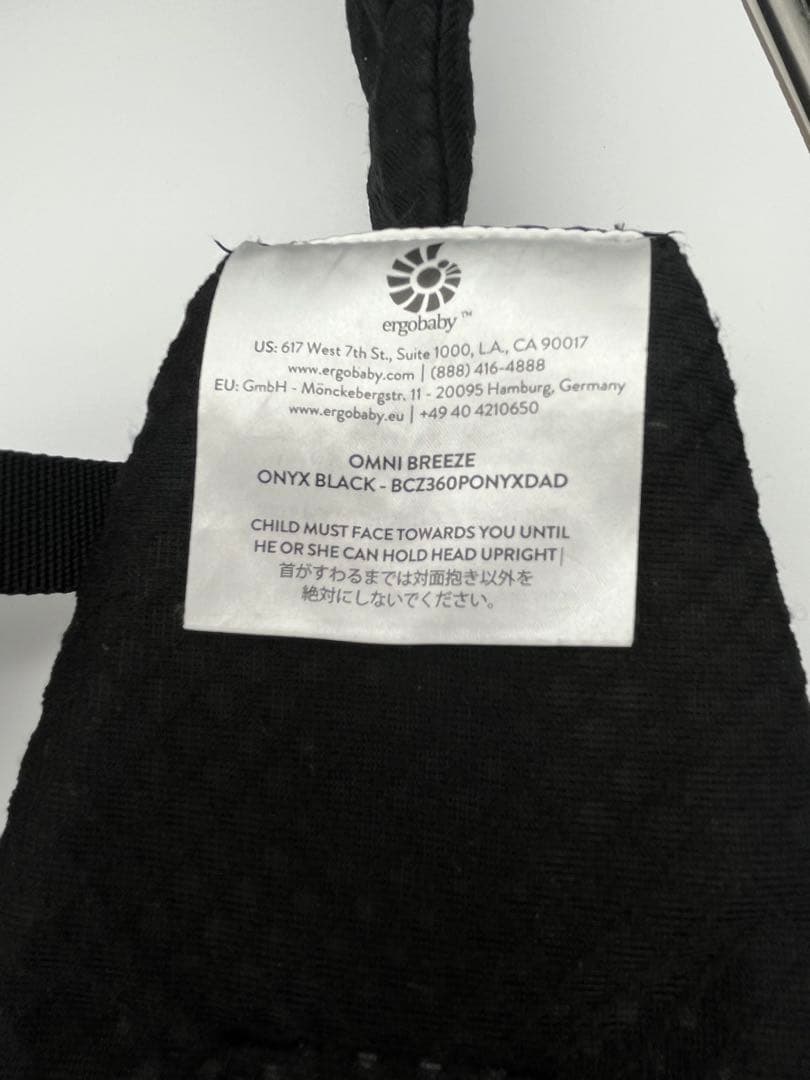 ergobaby™
US: 617 West 7th St., Suite 1000, L.A., CA 90017
www.ergobaby.com | (888) 416-4888
EU: GmbH - Mönckebergstr. 11 - 20095 Hamburg, Germany
www.ergobaby.eu | +49 40 4210650
OMNI BREEZE
ONYX BLACK - BCZ360PONYXDAD
CHILD MUST FACE TOWARDS YOU UNTIL
HE OR SHE CAN HOLD HEAD UPRIGHT |
首がすわるまでは対面抱き以外を
絶対にしないでください。